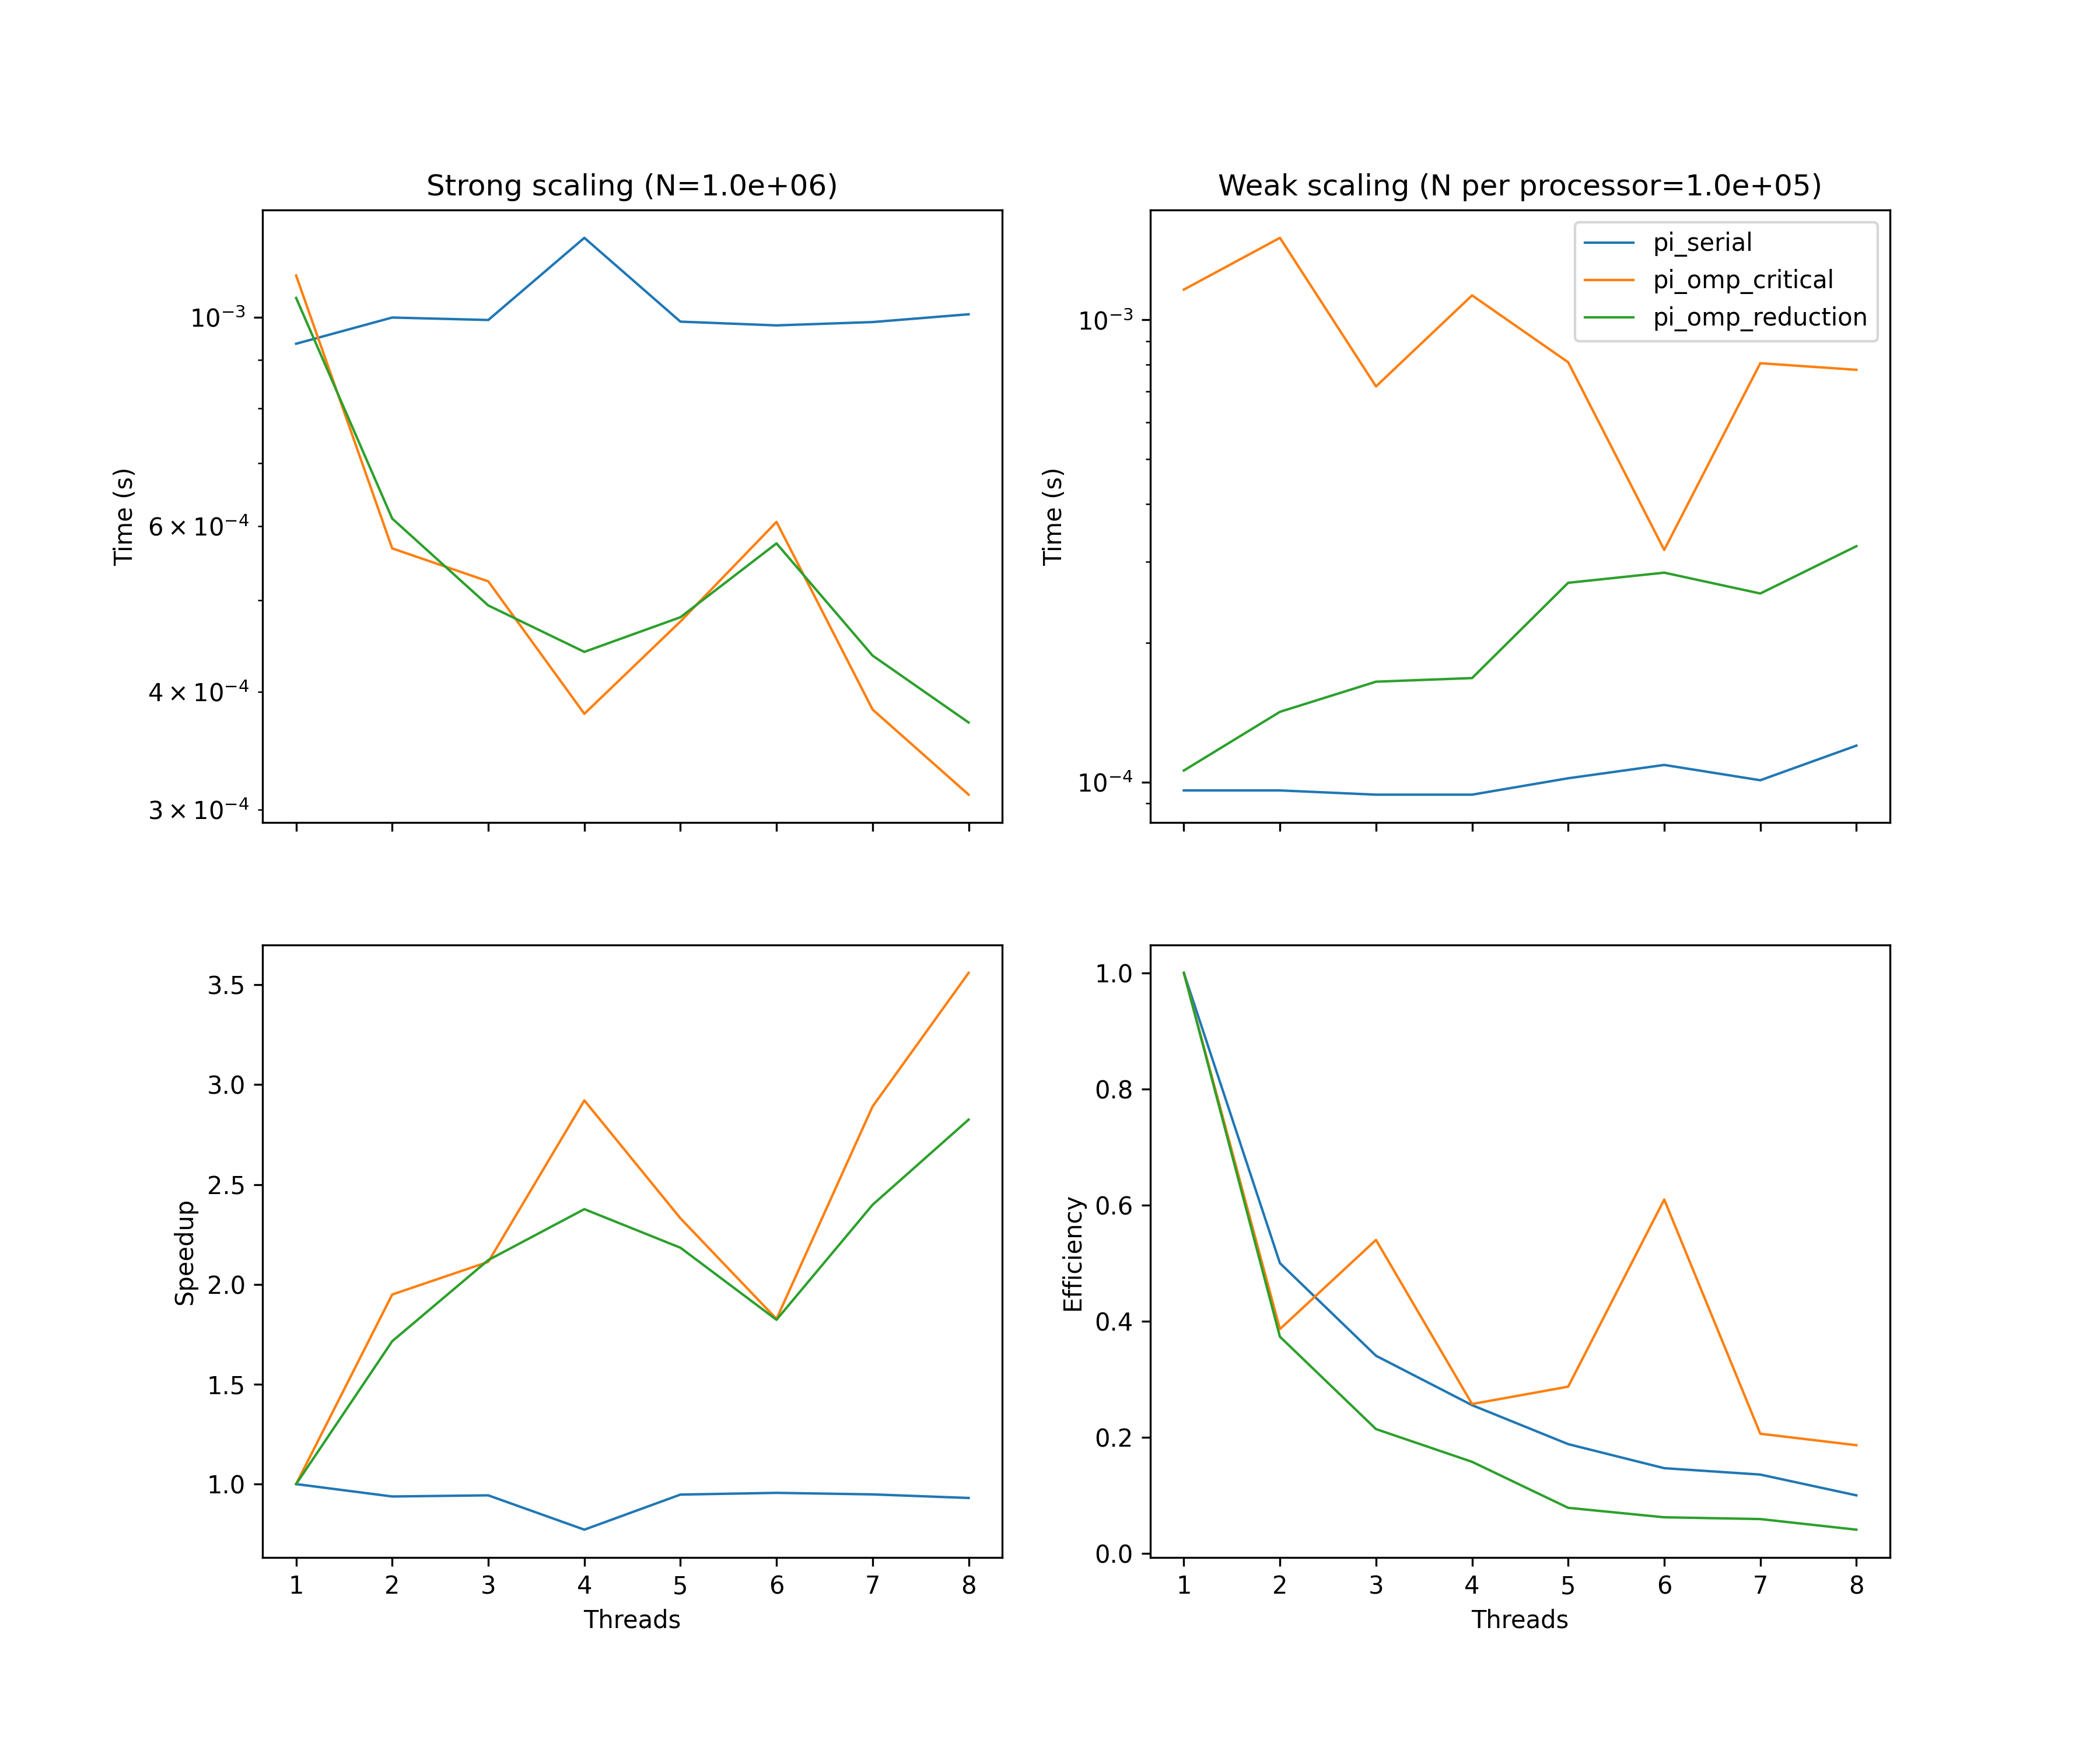 Strong scaling (N=1.0e+06)
Time (s)
10⁻³
6 × 10⁻⁴
4 × 10⁻⁴
3 × 10⁻⁴
Weak scaling (N per processor=1.0e+05)
Time (s)
10⁻³
10⁻⁴
pi_serial
pi_omp_critical
pi_omp_reduction
Speedup
3.5
3.0
2.5
2.0
1.5
1.0
1 2 3 4 5 6 7 8
Threads
Efficiency
1.0
0.8
0.6
0.4
0.2
0.0
1 2 3 4 5 6 7 8
Threads